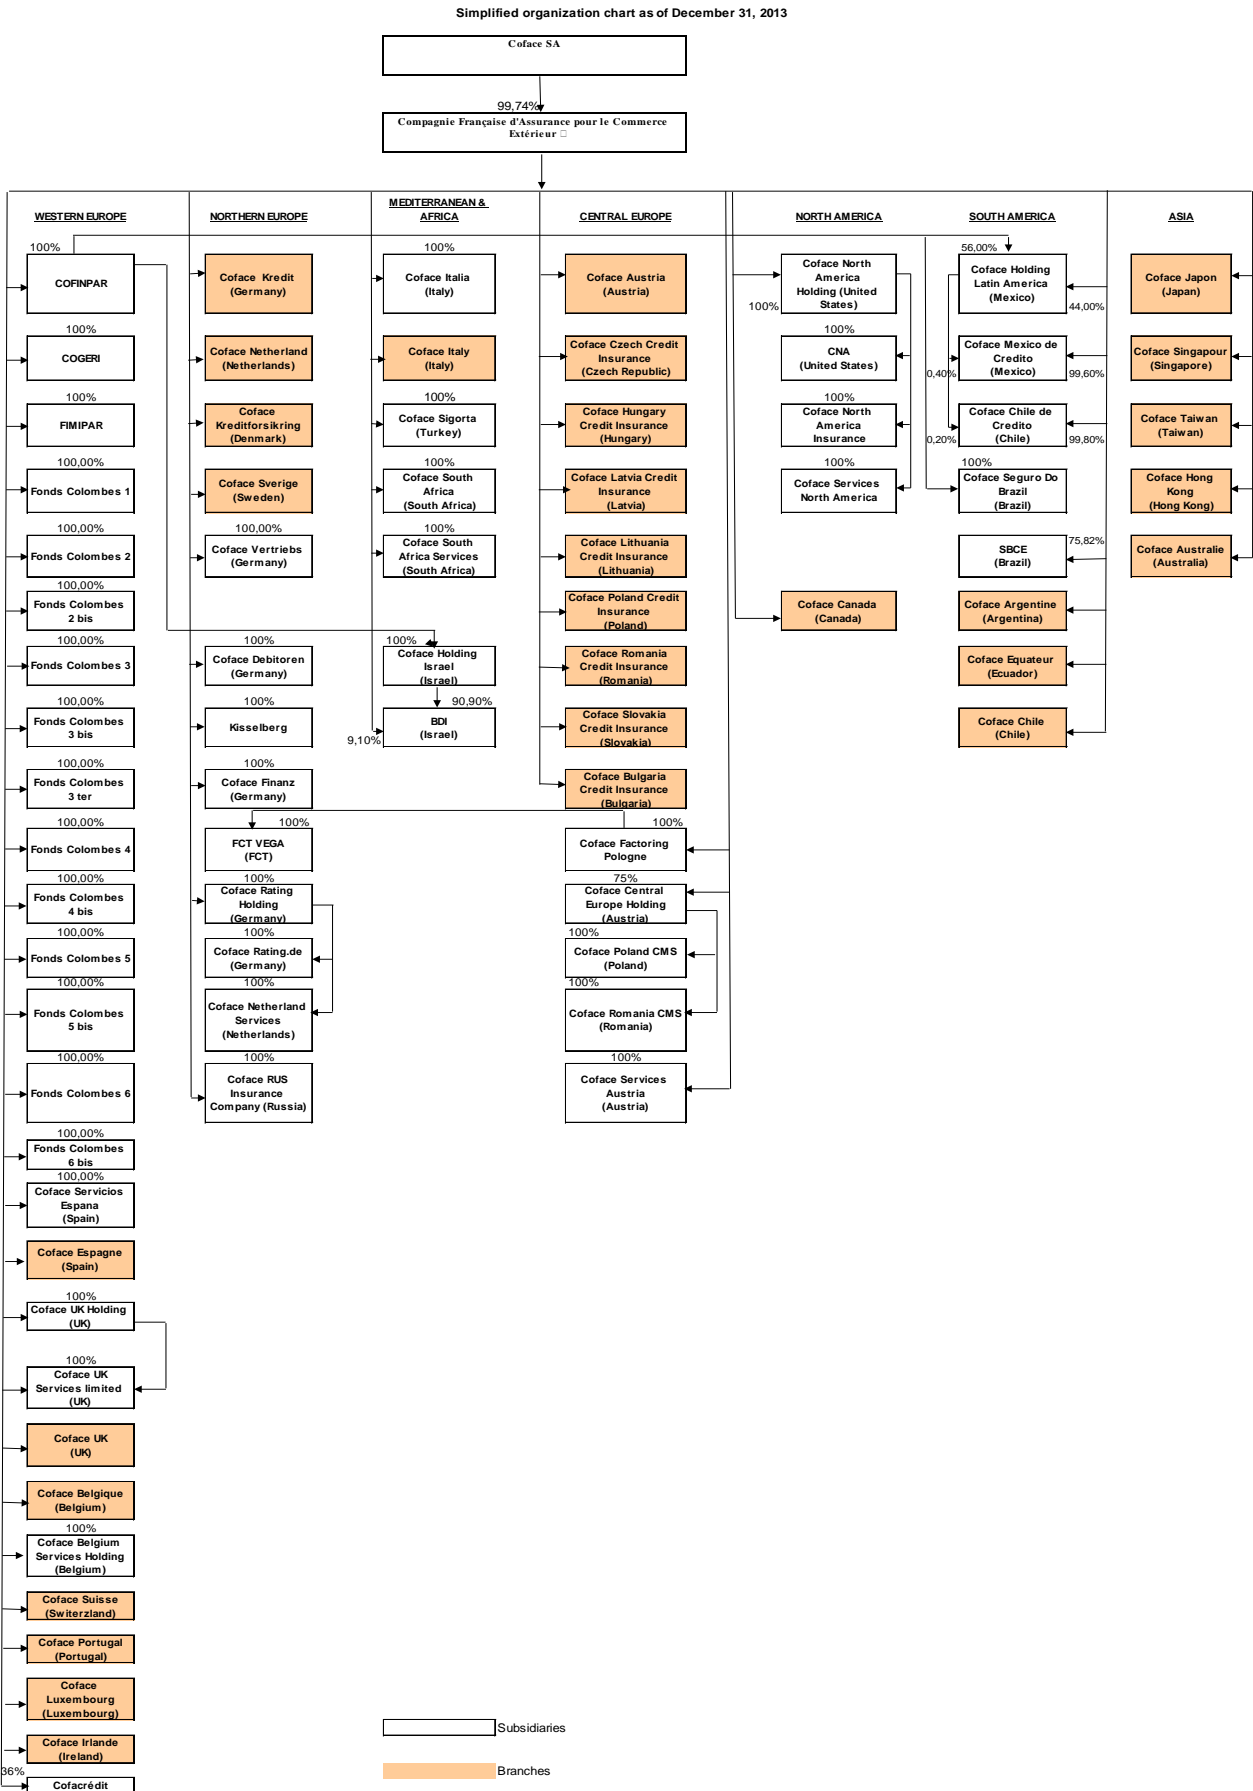 Simplified organization chart as of December 31, 2013
Coface SA
99,74%
Compagnie Française d'Assurance pour le Commerce
Extérieur
WESTERN EUROPE
100%
COFINPAR
100%
COGERI
100%
FIMIPAR
100,00%
Fonds Colombes 1
100,00%
Fonds Colombes 2
100,00%
Fonds Colombes
2 bis
100,00%
Fonds Colombes 3
100,00%
Fonds Colombes
3 bis
100,00%
Fonds Colombes
3 ter
100,00%
Fonds Colombes 4
100,00%
Fonds Colombes
4 bis
100,00%
Fonds Colombes 5
100,00%
Fonds Colombes
5 bis
100,00%
Fonds Colombes 6
100,00%
Fonds Colombes
6 bis
100,00%
Coface Servicios
Espana
(Spain)
Coface Espagne
(Spain)
100%
Coface UK Holding
(UK)
100%
Coface UK
Services limited
(UK)
Coface UK
(UK)
Coface Belgique
(Belgium)
100%
Coface Belgium
Services Holding
(Belgium)
Coface Suisse
(Switerzland)
Coface Portugal
(Portugal)
Coface
Luxembourg
(Luxembourg)
Coface Irlande
(Ireland)
36%
Cofacrédit
NORTHERN EUROPE
Coface Kredit
(Germany)
Coface Netherland
(Netherlands)
Coface
Kreditforsikring
(Denmark)
Coface Sverige
(Sweden)
100,00%
Coface Vertriebs
(Germany)
100%
Coface Debitoren
(Germany)
100%
Kisselberg
100%
Coface Finanz
(Germany)
100%
FCT VEGA
(FCT)
100%
Coface Rating
Holding
(Germany)
100%
Coface Rating.de
(Germany)
100%
Coface Netherland
Services
(Netherlands)
100%
Coface RUS
Insurance
Company (Russia)
MEDITERRANEAN &
AFRICA
100%
Coface Italia
(Italy)
Coface Italy
(Italy)
100%
Coface Sigorta
(Turkey)
100%
Coface South
Africa
(South Africa)
100%
Coface South
Africa Services
(South Africa)
100%
Coface Holding
Israel
(Israel)
90,90%
BDI
(Israel)
9,10%
CENTRAL EUROPE
Coface Austria
(Austria)
Coface Czech Credit
Insurance
(Czech Republic)
Coface Hungary
Credit Insurance
(Hungary)
Coface Latvia Credit
Insurance
(Latvia)
Coface Lithuania
Credit Insurance
(Lithuania)
Coface Poland Credit
Insurance
(Poland)
Coface Romania
Credit Insurance
(Romania)
Coface Slovakia
Credit Insurance
(Slovakia)
Coface Bulgaria
Credit Insurance
(Bulgaria)
100%
Coface Factoring
Pologne
75%
Coface Central
Europe Holding
(Austria)
100%
Coface Poland CMS
(Poland)
100%
Coface Romania CMS
(Romania)
100%
Coface Services
Austria
(Austria)
NORTH AMERICA
Coface North
America
Holding (United
States)
100%
100%
CNA
(United States)
100%
Coface North
America
Insurance
100%
Coface Services
North America
Coface Canada
(Canada)
SOUTH AMERICA
56,00%
Coface Holding
Latin America
(Mexico)
44,00%
Coface Mexico de
Credito
(Mexico)
0,40%
99,60%
Coface Chile de
Credito
(Chile)
0,20%
99,80%
100%
Coface Seguro Do
Brazil
(Brazil)
75,82%
SBCE
(Brazil)
Coface Argentine
(Argentina)
Coface Equateur
(Ecuador)
Coface Chile
(Chile)
ASIA
Coface Japon
(Japan)
Coface Singapour
(Singapore)
Coface Taiwan
(Taiwan)
Coface Hong
Kong
(Hong Kong)
Coface Australie
(Australia)
Subsidiaries
Branches